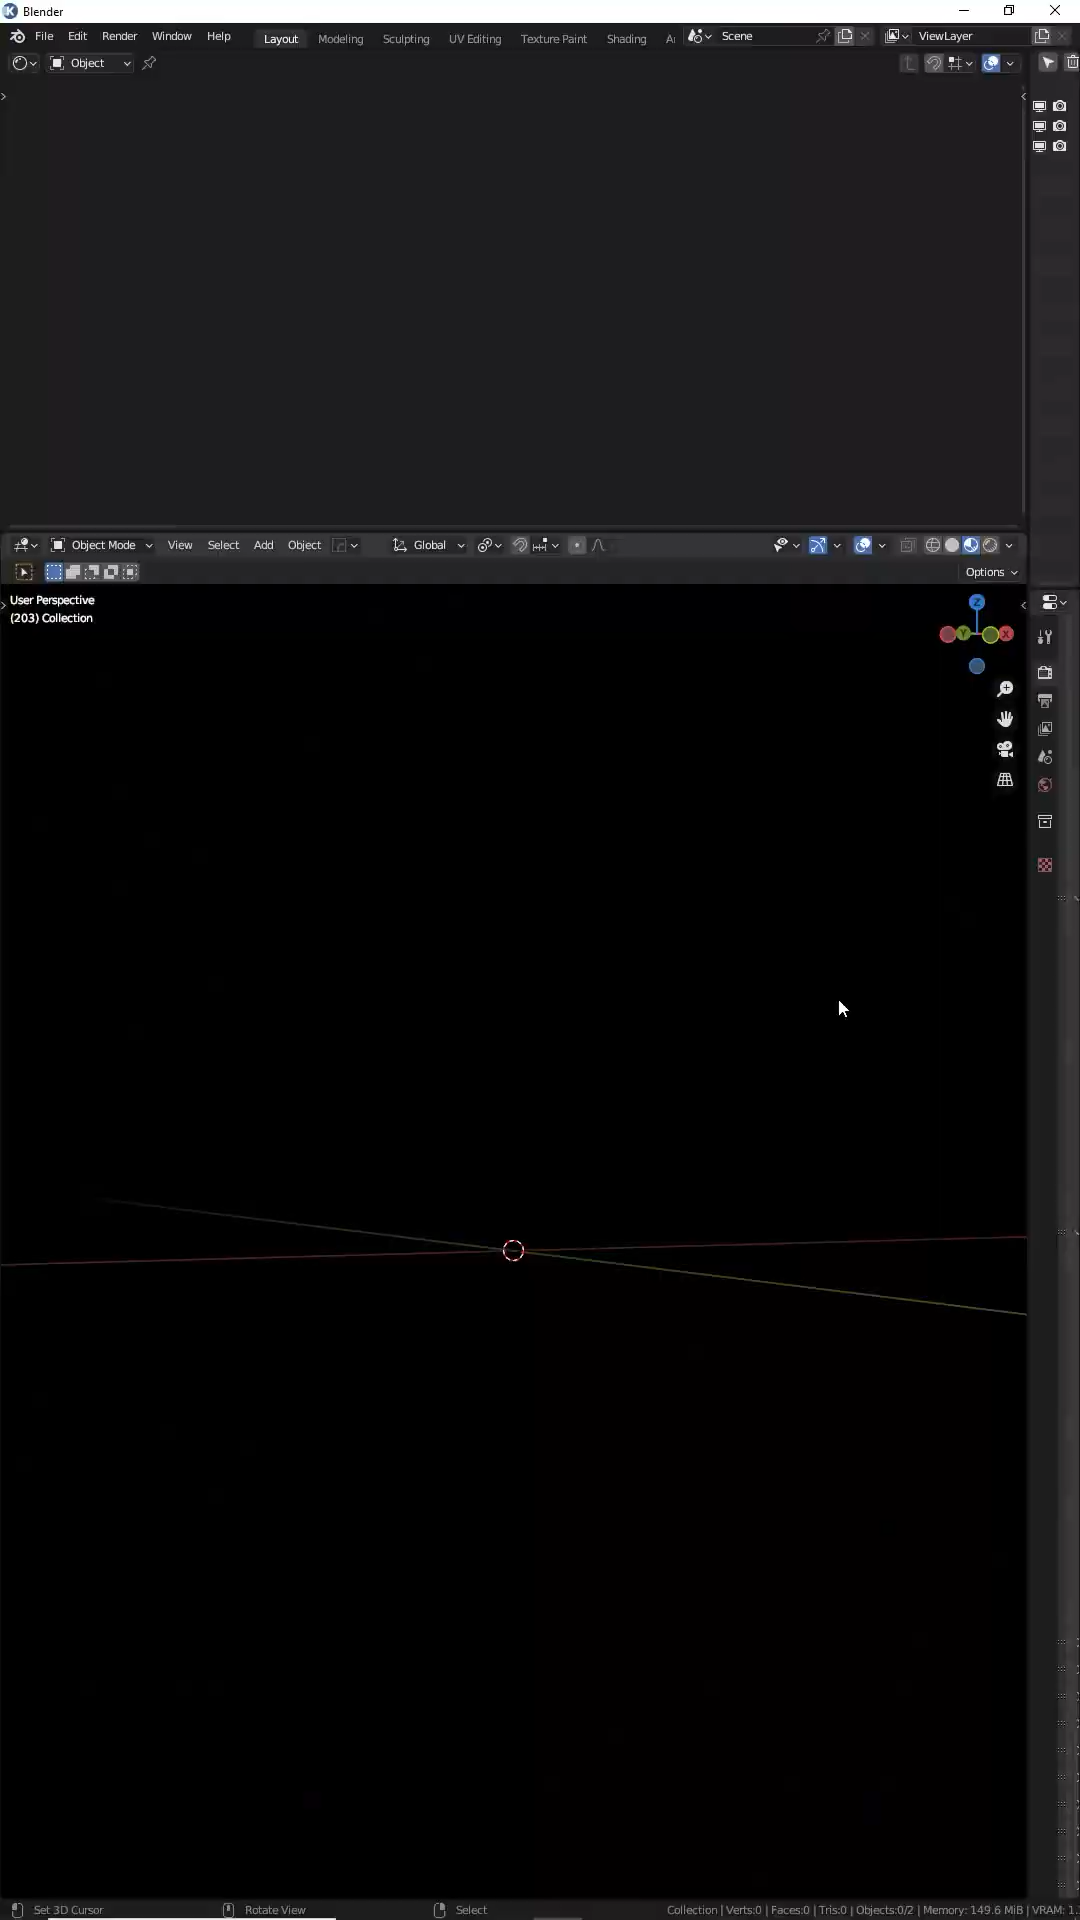 Blender
File Edit Render Window Help Layout Modeling Sculpting UV Editing Texture Paint Shading Scene ViewLayer
Object
Object Mode View Select Add Object Global
Options
User Perspective
(203) Collection
Z
Y X
Set 3D Cursor Rotate View Select Collection | Verts:0 | Faces:0 | Tris:0 | Objects:0/2 | Memory: 149.6 MiB | VRAM: 1.